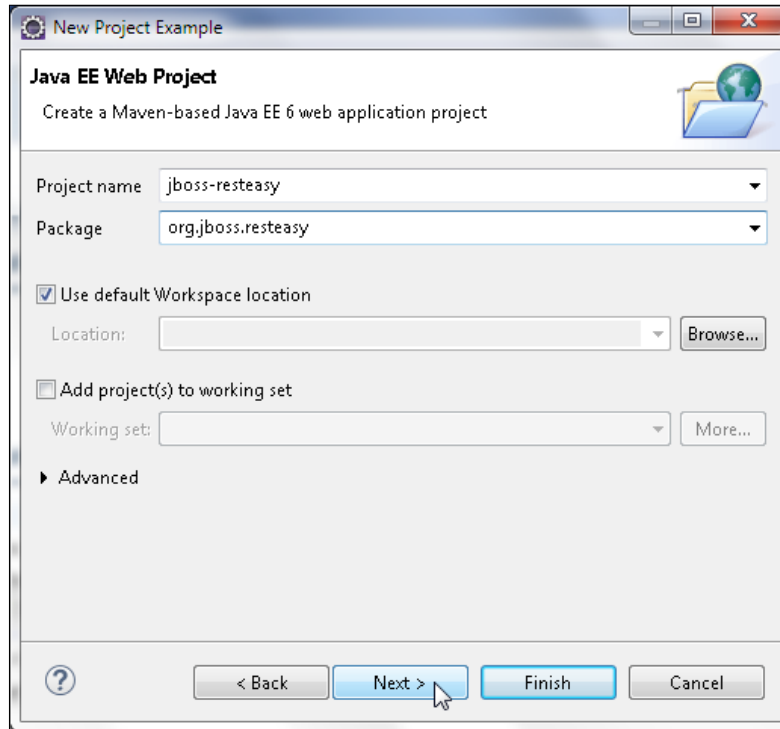 New Project Example
Java EE Web Project
Create a Maven-based Java EE 6 web application project
Project name jboss-resteasy
Package org.jboss.resteasy
Use default Workspace location
Location: Browse...
Add project(s) to working set
Working set: More...
Advanced
? < Back Next > Finish Cancel